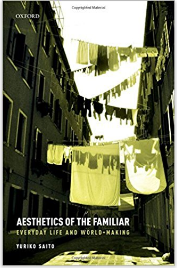 OXFORD
AESTHETICS OF THE FAMILIAR
EVERYDAY LIFE AND WORLD-MAKING
YURIKO SAITO